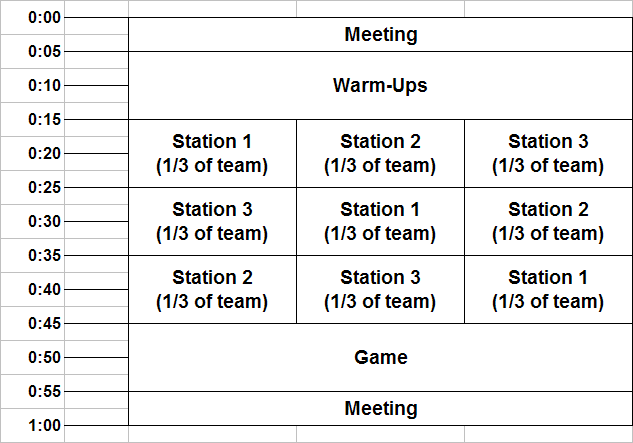 0:00
Meeting
0:05
0:10
Warm-Ups
0:15
Station 1
(1/3 of team)
Station 2
(1/3 of team)
Station 3
(1/3 of team)
0:20
0:25
Station 3
(1/3 of team)
Station 1
(1/3 of team)
Station 2
(1/3 of team)
0:30
0:35
Station 2
(1/3 of team)
Station 3
(1/3 of team)
Station 1
(1/3 of team)
0:40
0:45
0:50
Game
0:55
Meeting
1:00